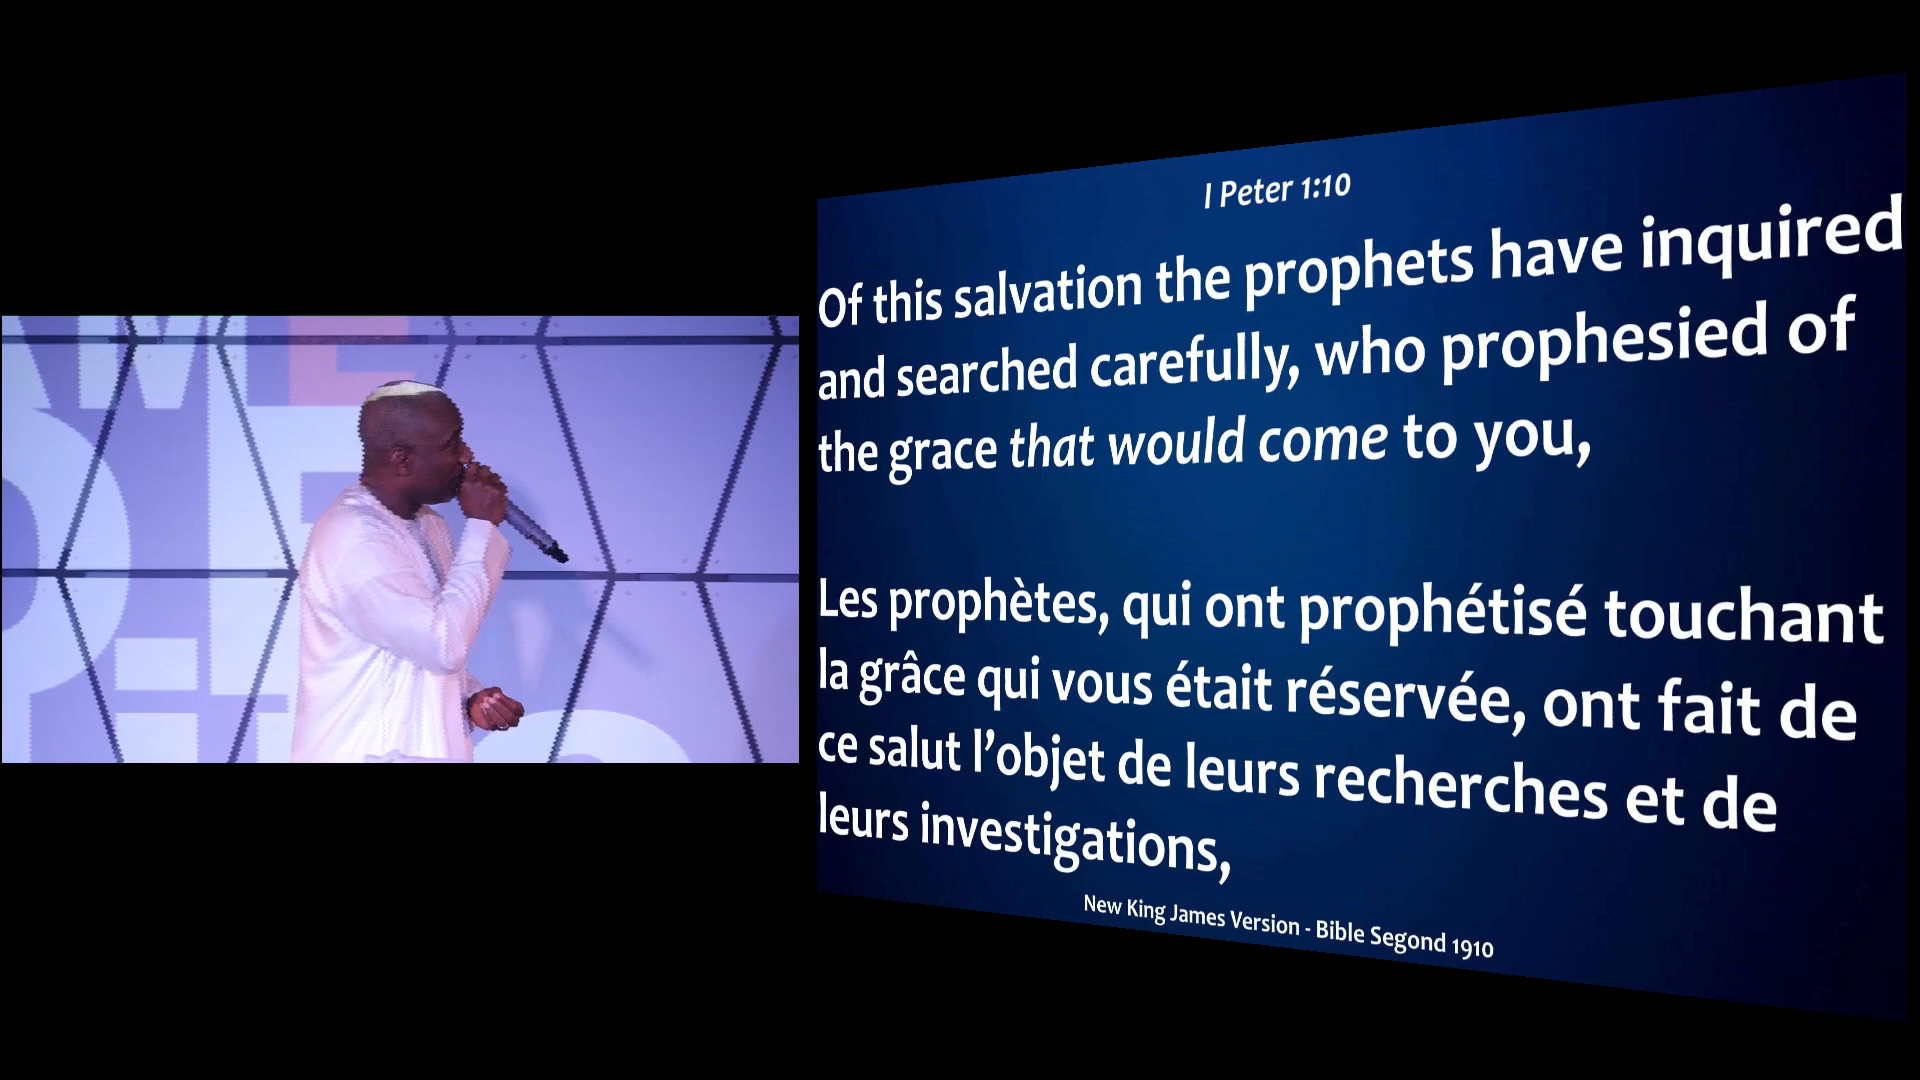 I Peter 1:10
Of this salvation the prophets have inquired
and searched carefully, who prophesied of
the grace that would come to you,
Les prophètes, qui ont prophétisé touchant
la grâce qui vous était réservée, ont fait de
ce salut l’objet de leurs recherches et de
leurs investigations,
New King James Version - Bible Segond 1910